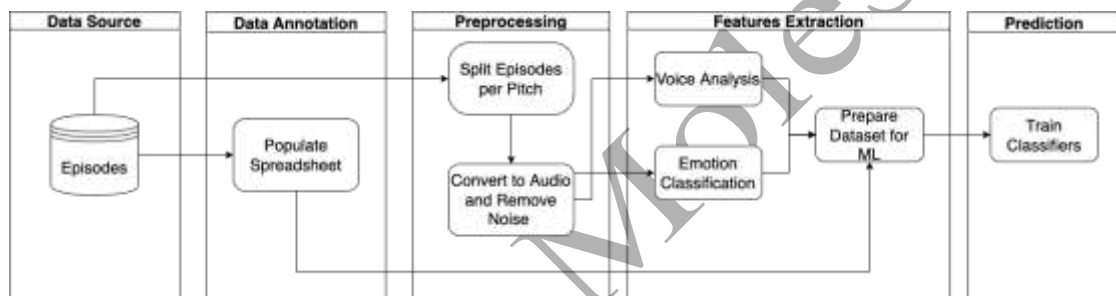 Data Source
Data Annotation
Preprocessing
Features Extraction
Prediction
Episodes
Populate
Spreadsheet
Split Episodes
per Pitch
Convert to Audio
and Remove
Noise
Voice Analysis
Emotion
Classification
Prepare
Dataset for
ML
Train
Classifiers